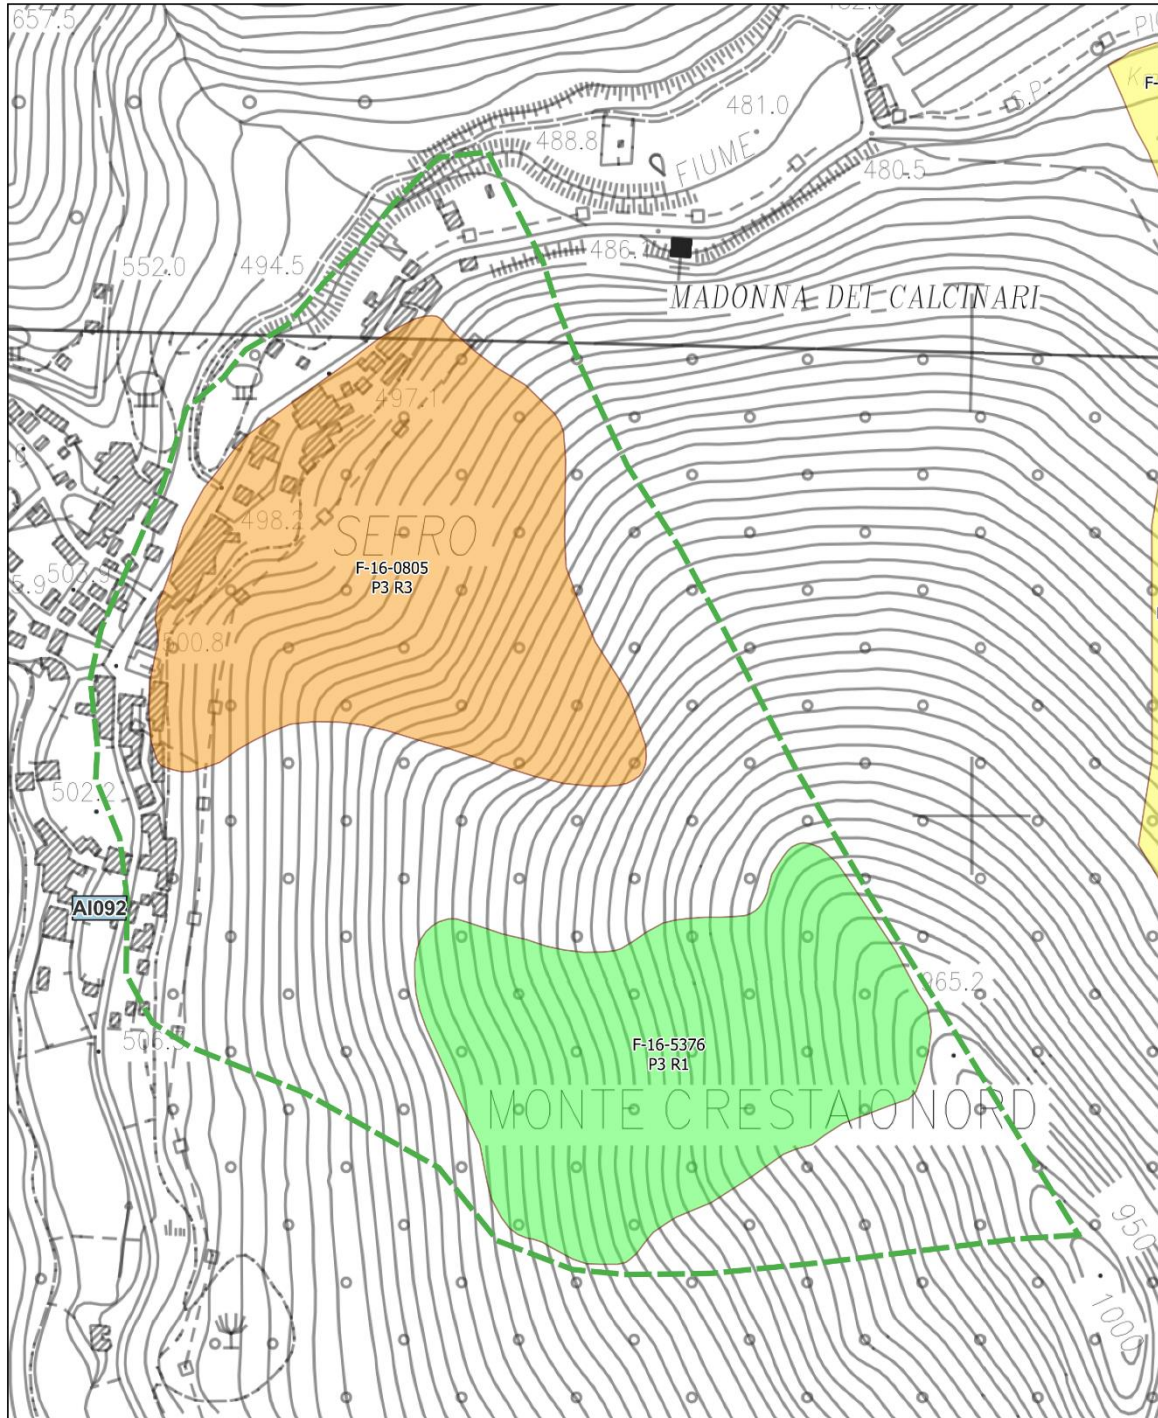 657.5
481.0
S.P.
488.8
FIUME
480.5
552.0
494.5
486.1
MADONNA DEI CALCINARI
497.1
498.2
SEFRO
F-16-0805
P3 R3
500.8
502.2
AI092
965.2
F-16-5376
P3 R1
MONTE CRESTAIO NORD
950
1000